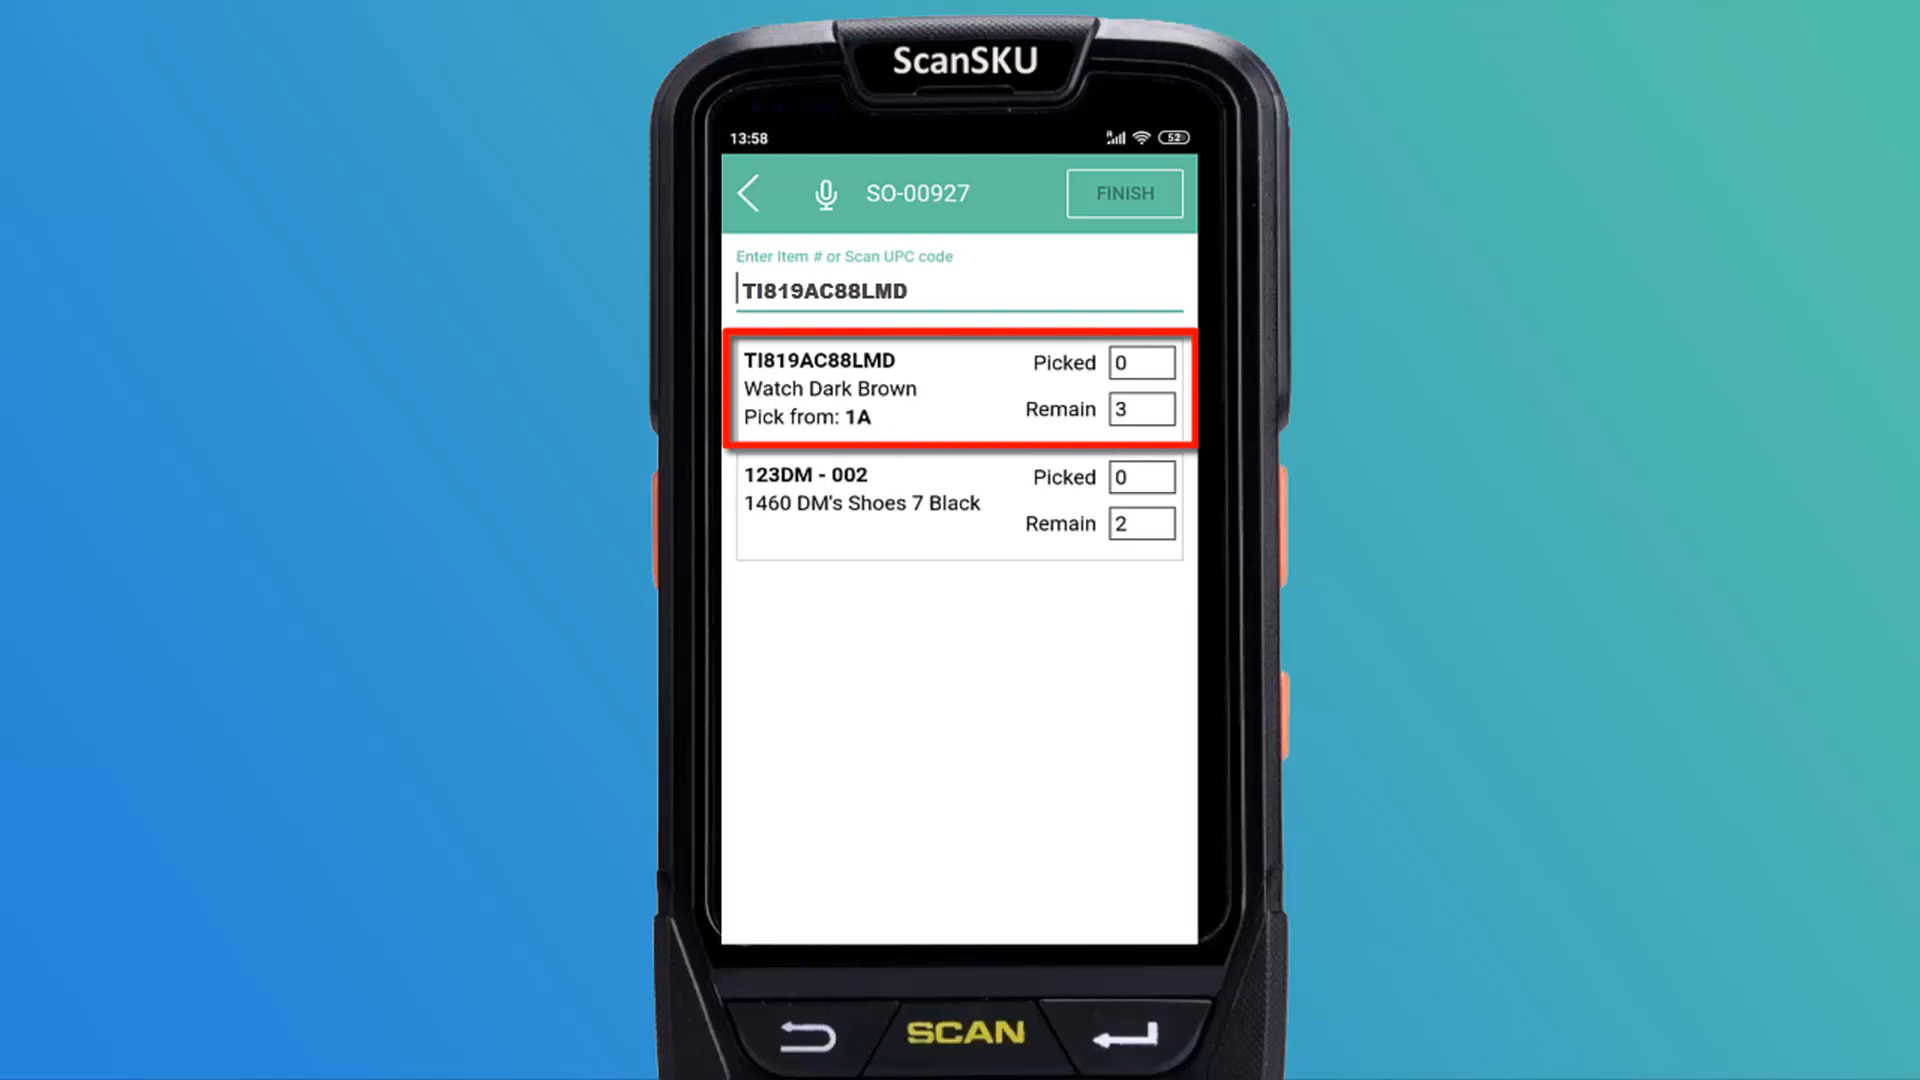 ScanSKU
13:58
52
SO-00927
FINISH
Enter Item # or Scan UPC code
TI819AC88LMD
TI819AC88LMD
Picked 0
Watch Dark Brown
Pick from: 1A
Remain 3
123DM - 002
Picked 0
1460 DM's Shoes 7 Black
Remain 2
SCAN